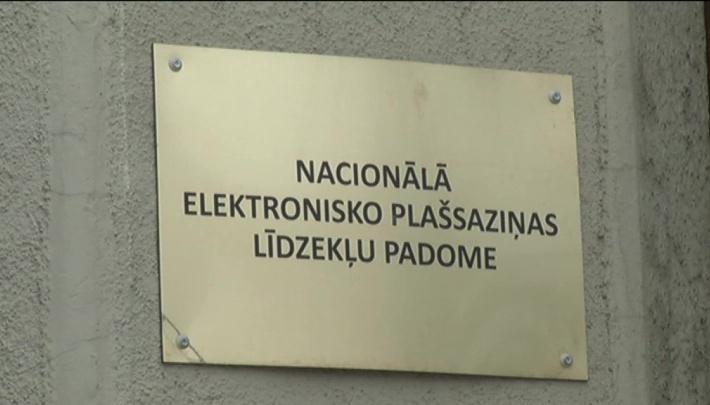 NACIONĀLĀ
ELEKTRONISKO PLAŠSAZIŅAS
LĪDZEKĻU PADOME